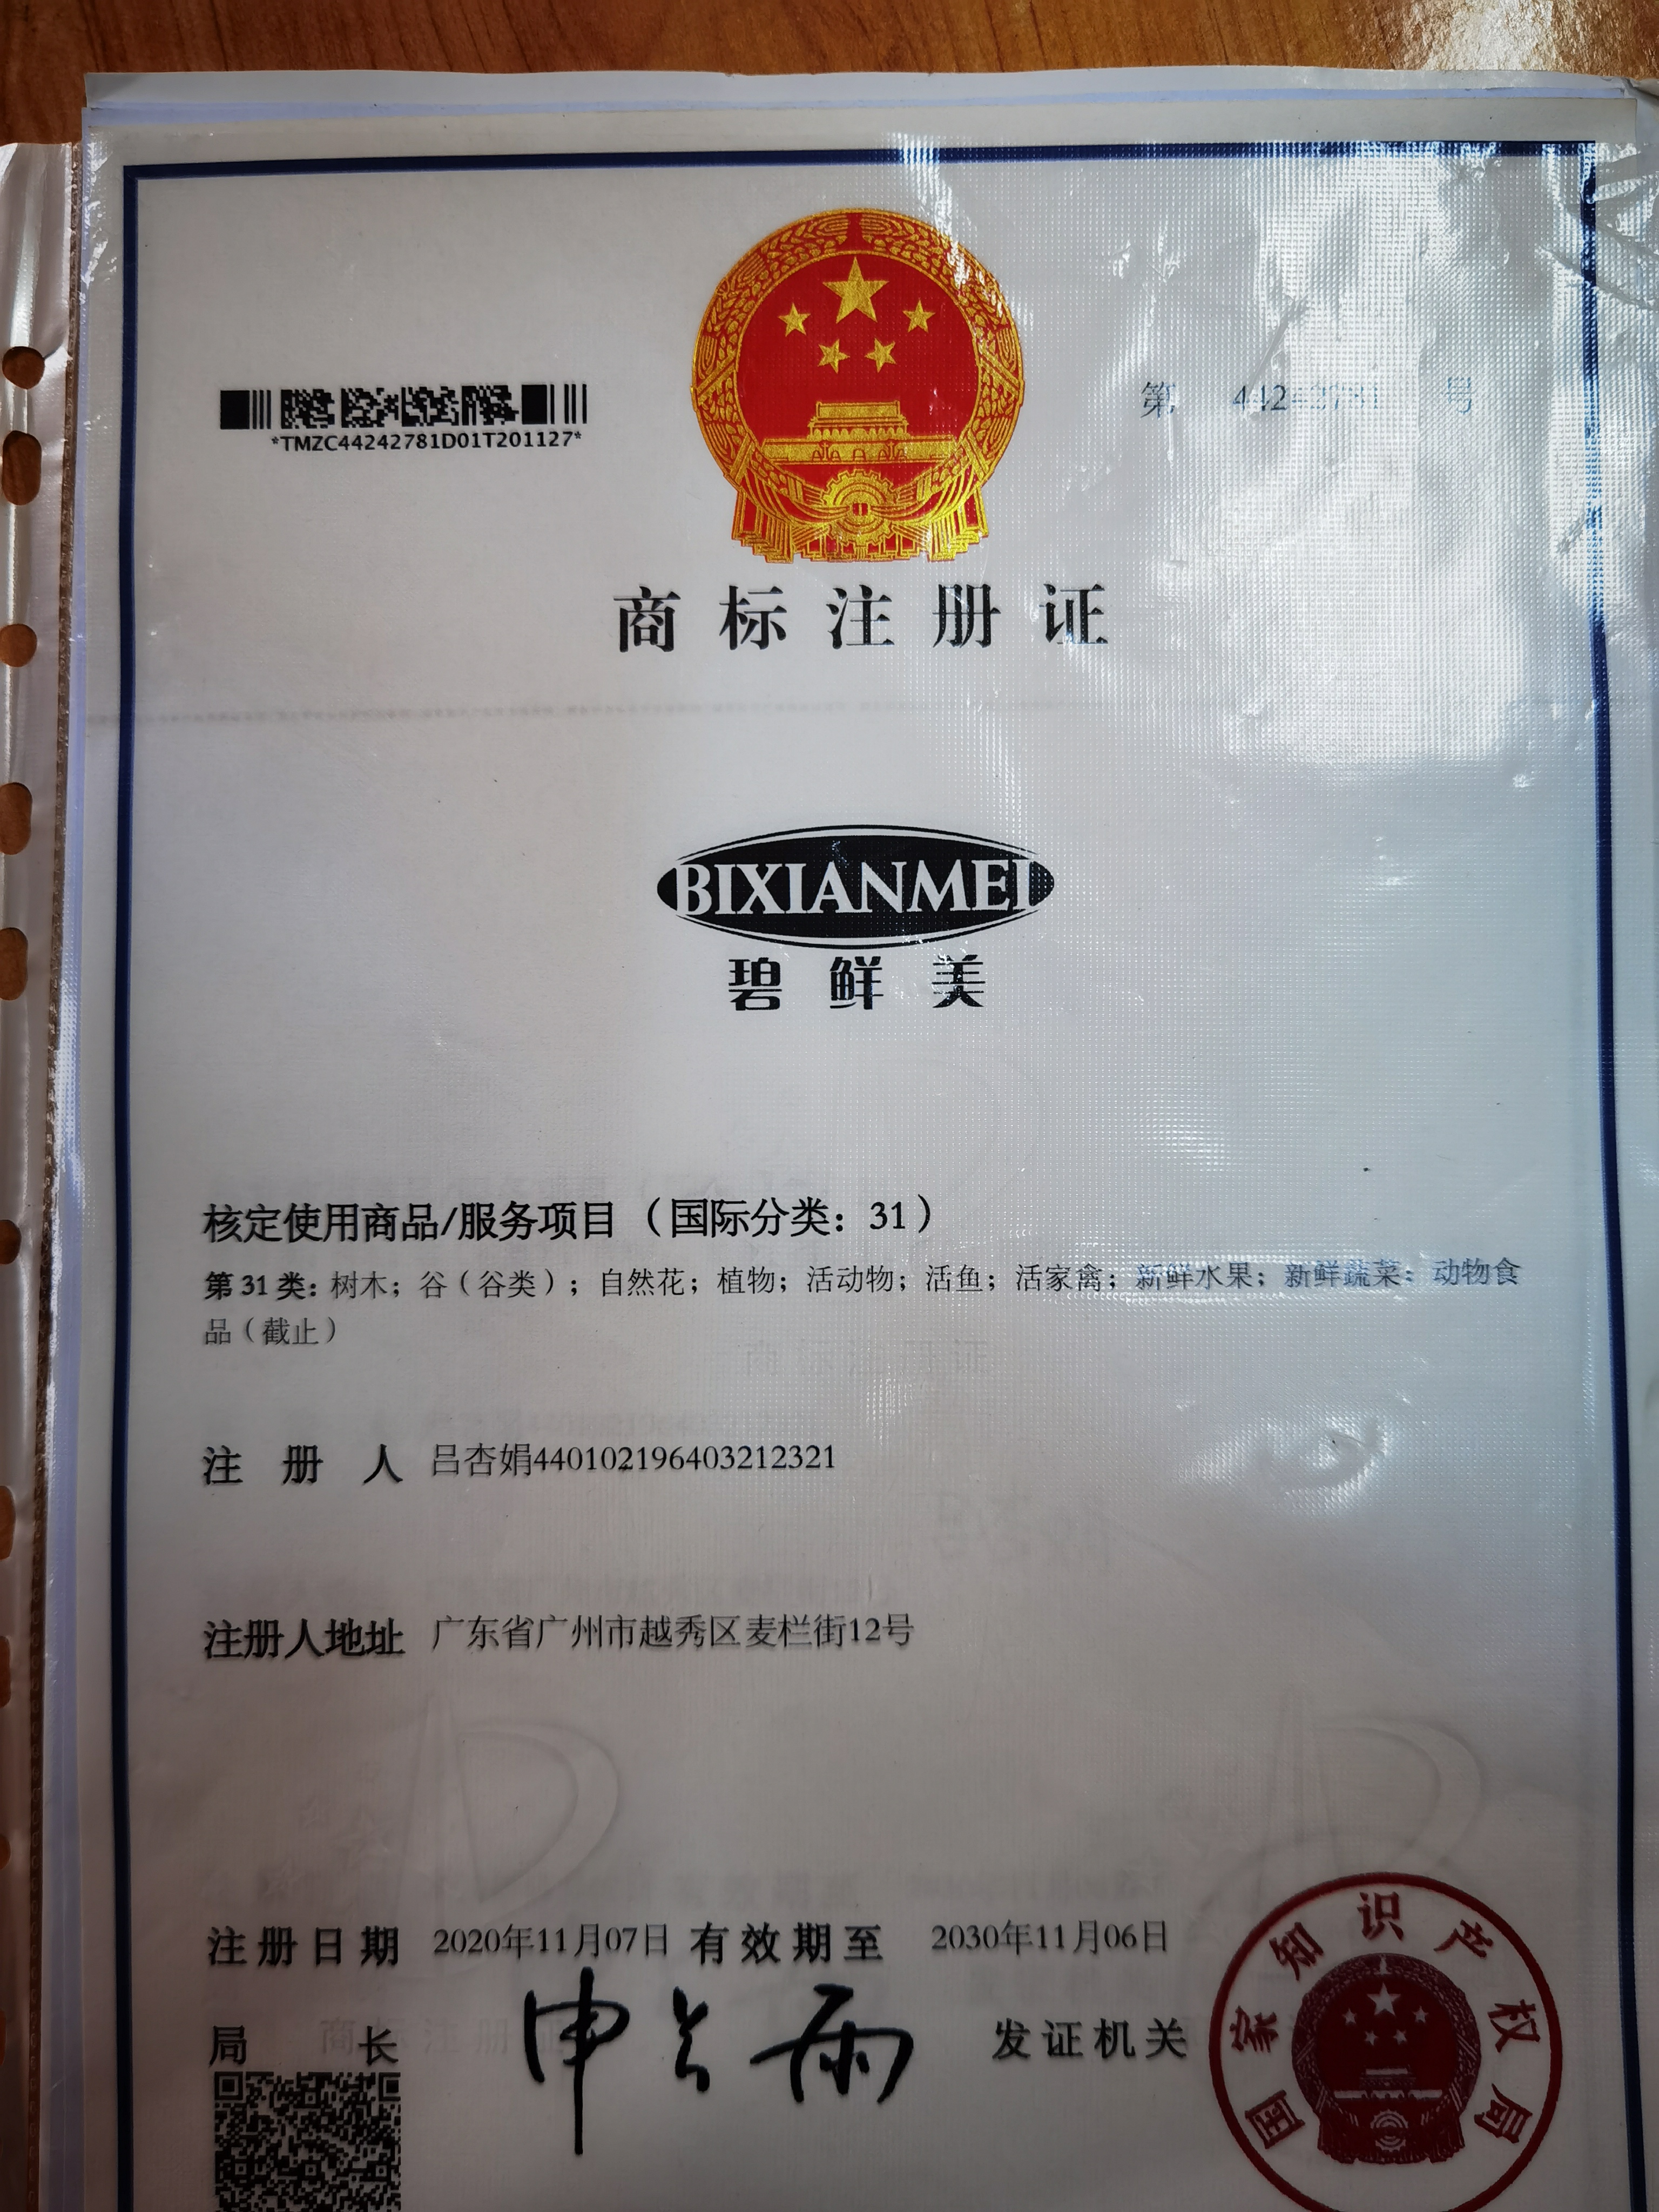 *TMZC44242781D01T201127*
第 44242781 号
商标注册证
BIXIANMEI
碧鲜美
核定使用商品/服务项目（国际分类：31）
第31类：树木；谷（谷类）；自然花；植物；活动物；活鱼；活家禽；新鲜水果；新鲜蔬菜；动物食
品（截止）
注册人 吕杏娟440102196403212321
注册人地址 广东省广州市越秀区麦栏街12号
注册日期 2020年11月07日 有效期至 2030年11月06日
局长 申长雨 发证机关
国家知识产权局